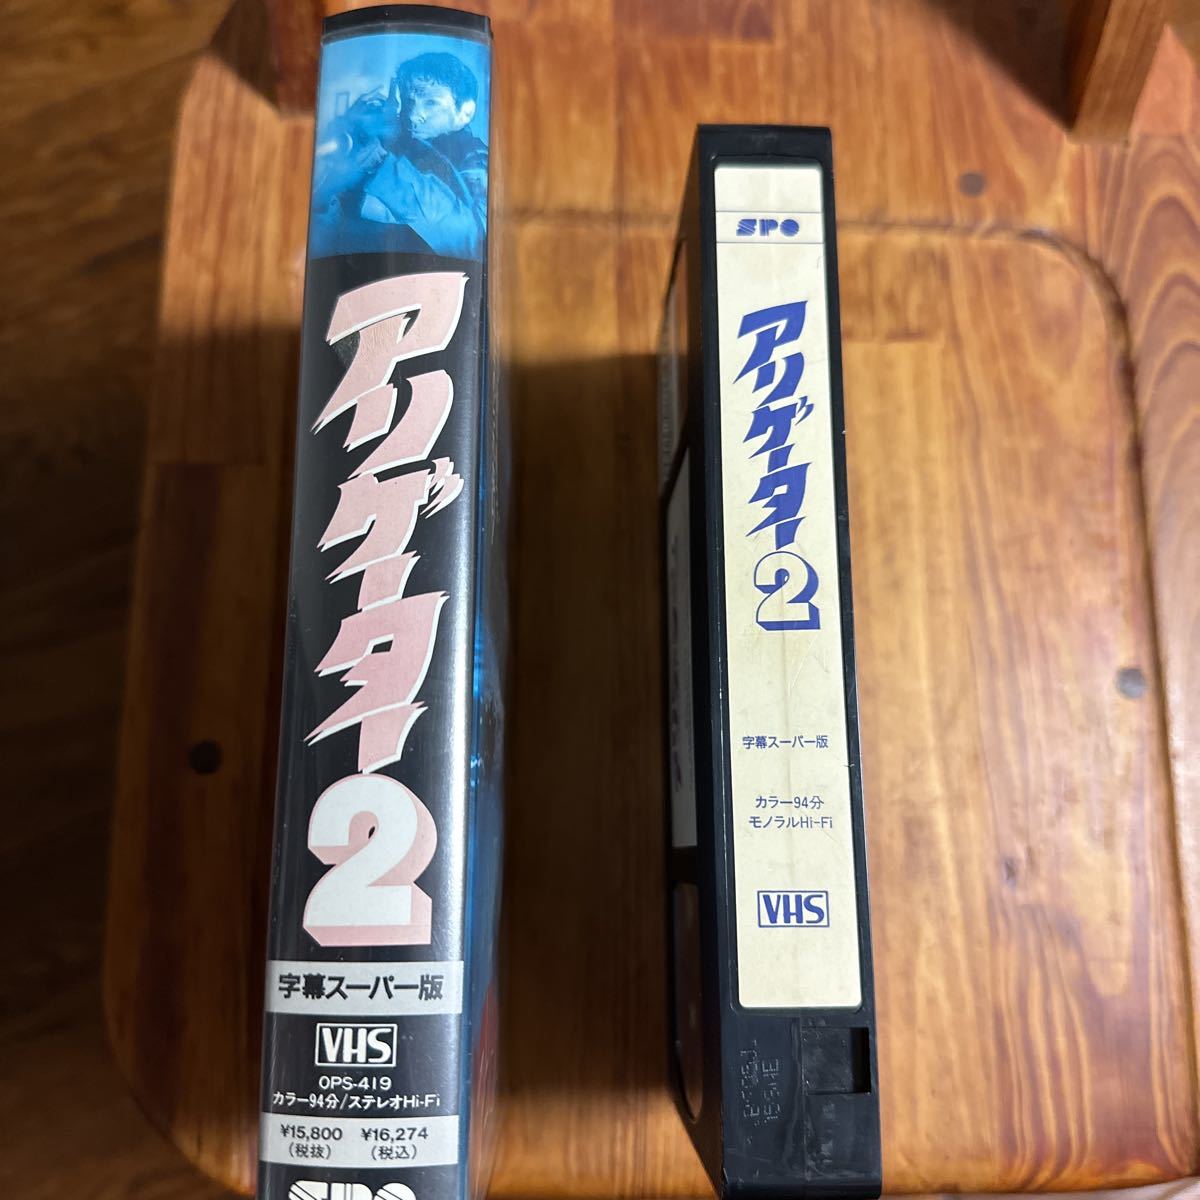 アリゲーター2
字幕スーパー版
VHS
OPS-419
カラー94分/ステレオHi-Fi
¥15,800 ¥16,274
(税抜) (税込)
SPO
SPO
アリゲーター2
字幕スーパー版
カラー94分
モノラルHi-Fi
VHS